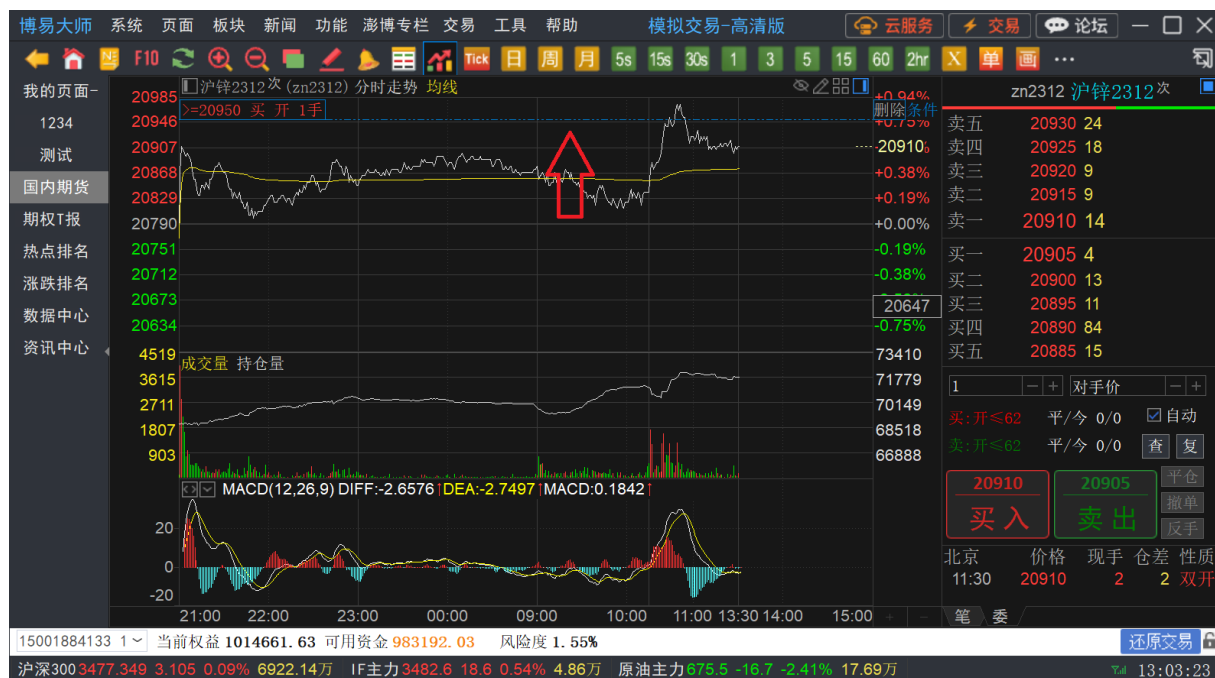 博易大师 系统 页面 板块 新闻 功能 澎博专栏 交易 工具 帮助 模拟交易-高清版 云服务 交易 论坛
F10 Tick 日 周 月 5s 15s 30s 1 3 5 15 60 2hr X 单 画 ...
我的页面-
1234
测试
国内期货
期权T报
热点排名
涨跌排名
数据中心
资讯中心
沪锌2312次 (zn2312) 分时走势 均线
>=20950 买 开 1手
删除条件
20985 +0.94%
20946 +0.75%
20907 20910
20868 +0.38%
20829 +0.19%
20790 +0.00%
20751 -0.19%
20712 -0.38%
20673 20647
20634 -0.75%
成交量 持仓量
4519 73410
3615 71779
2711 70149
1807 68518
903 66888
MACD(12,26,9) DIFF:-2.6576↑DEA:-2.7497↑MACD:0.1842↑
20
0
-20
21:00 22:00 23:00 00:00 09:00 10:00 11:00 13:30 14:00 15:00
zn2312 沪锌2312次
卖五 20930 24
卖四 20925 18
卖三 20920 9
卖二 20915 9
卖一 20910 14
买一 20905 4
买二 20900 13
买三 20895 11
买四 20890 84
买五 20885 15
1 － + 对手价 － +
买:开≤62 平/今 0/0 自动
卖:开≤62 平/今 0/0 查 复
20910 买入
20905 卖出
平仓
撤单
反手
北京 价格 现手 仓差 性质
11:30 20910 2 2 双开
笔 委
15001884133 1 当前权益 1014661.63 可用资金 983192.03 风险度 1.55% 还原交易
沪深300 3477.349 3.105 0.09% 6922.14万 IF主力 3482.6 18.6 0.54% 4.86万 原油主力 675.5 -16.7 -2.41% 17.69万 13:03:23